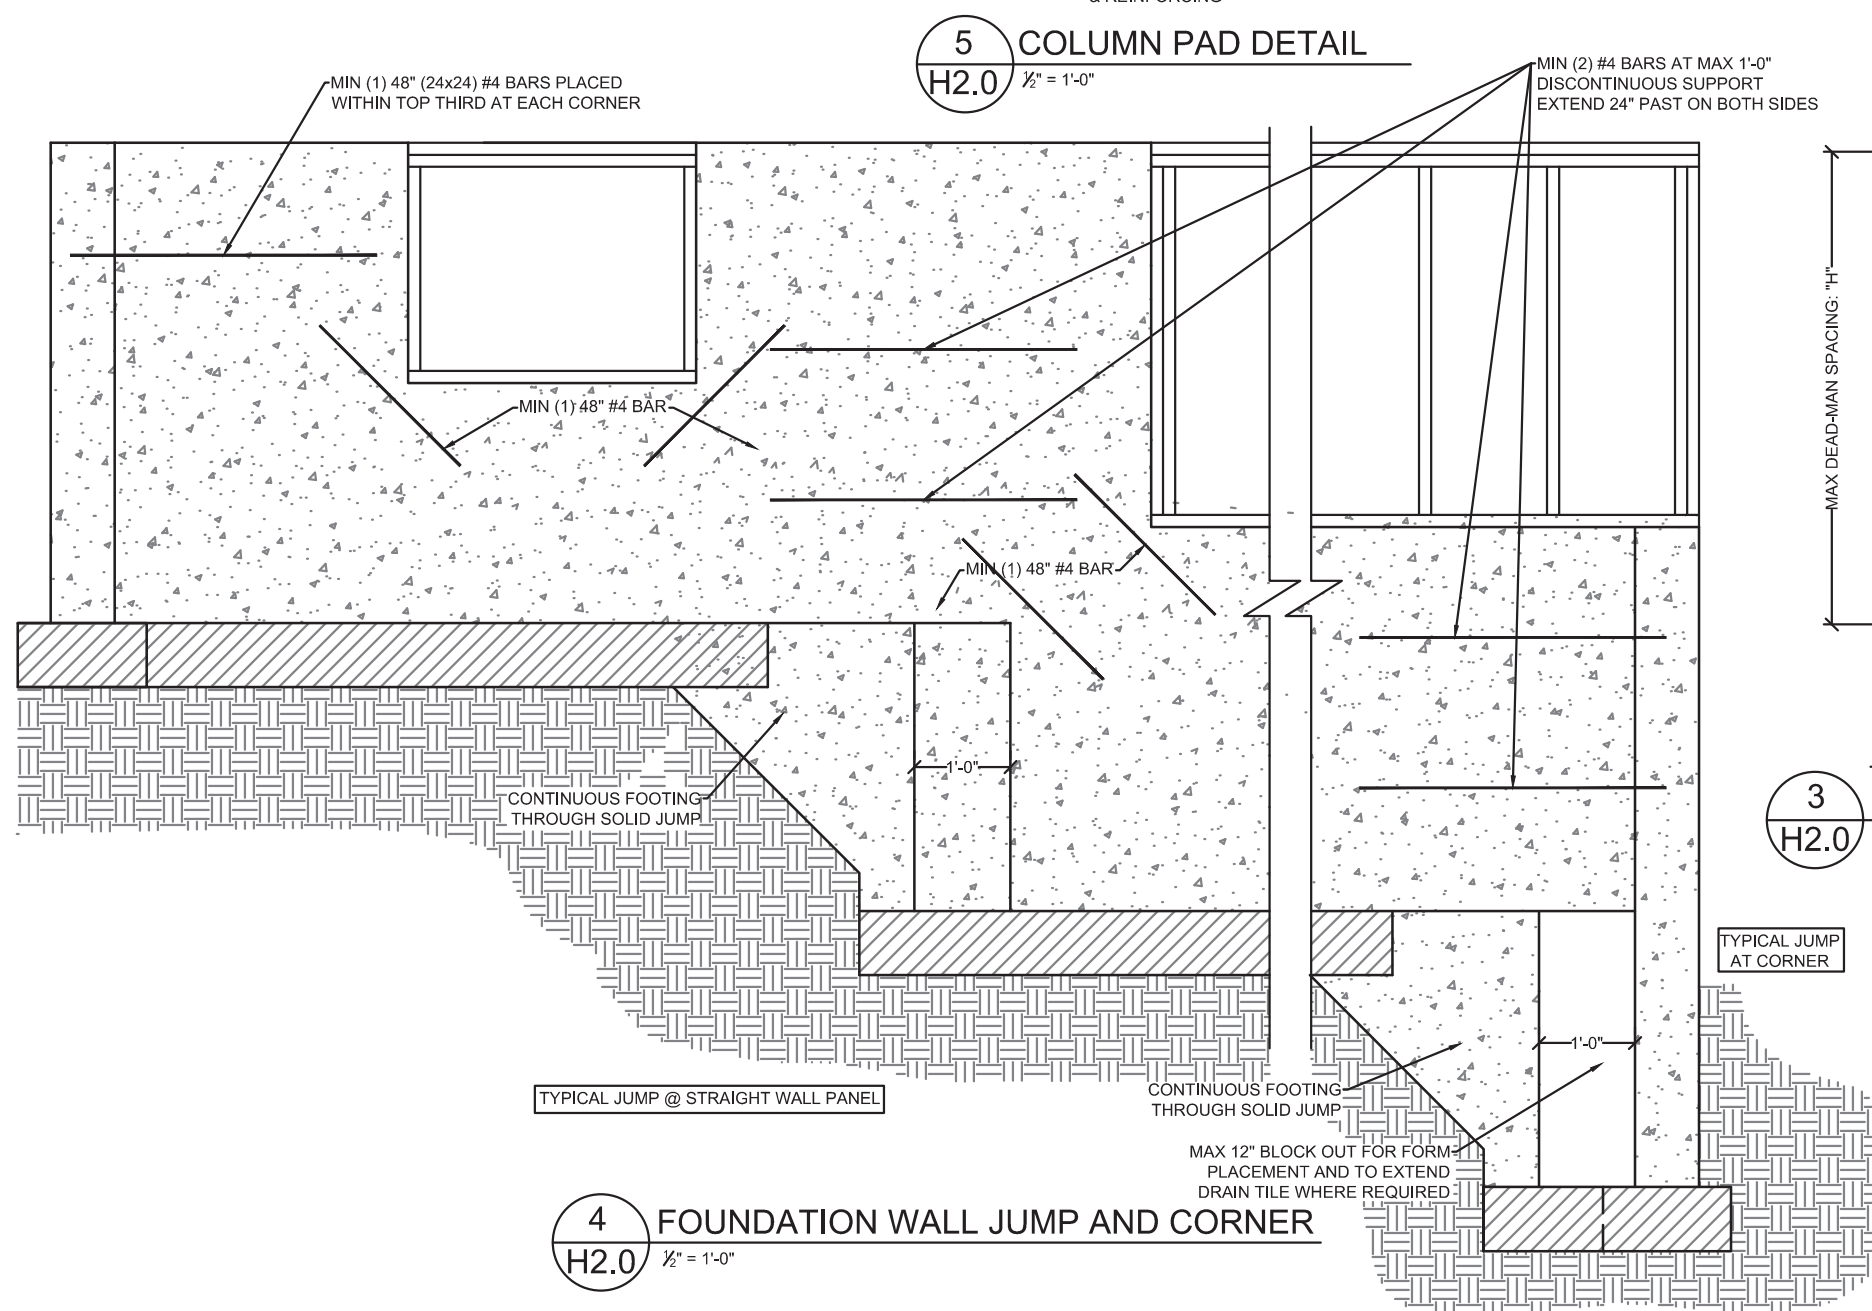 & REINFORCING
5
H2.0
COLUMN PAD DETAIL
½" = 1'-0"
MIN (1) 48" (24x24) #4 BARS PLACED
WITHIN TOP THIRD AT EACH CORNER
MIN (2) #4 BARS AT MAX 1'-0"
DISCONTINUOUS SUPPORT
EXTEND 24" PAST ON BOTH SIDES
MAX DEAD-MAN SPACING: "H"
MIN (1) 48" #4 BAR
MIN (1) 48" #4 BAR
1'-0"
CONTINUOUS FOOTING
THROUGH SOLID JUMP
3
H2.0
TYPICAL JUMP
AT CORNER
1'-0"
TYPICAL JUMP @ STRAIGHT WALL PANEL
CONTINUOUS FOOTING
THROUGH SOLID JUMP
MAX 12" BLOCK OUT FOR FORM
PLACEMENT AND TO EXTEND
DRAIN TILE WHERE REQUIRED
4
H2.0
FOUNDATION WALL JUMP AND CORNER
½" = 1'-0"